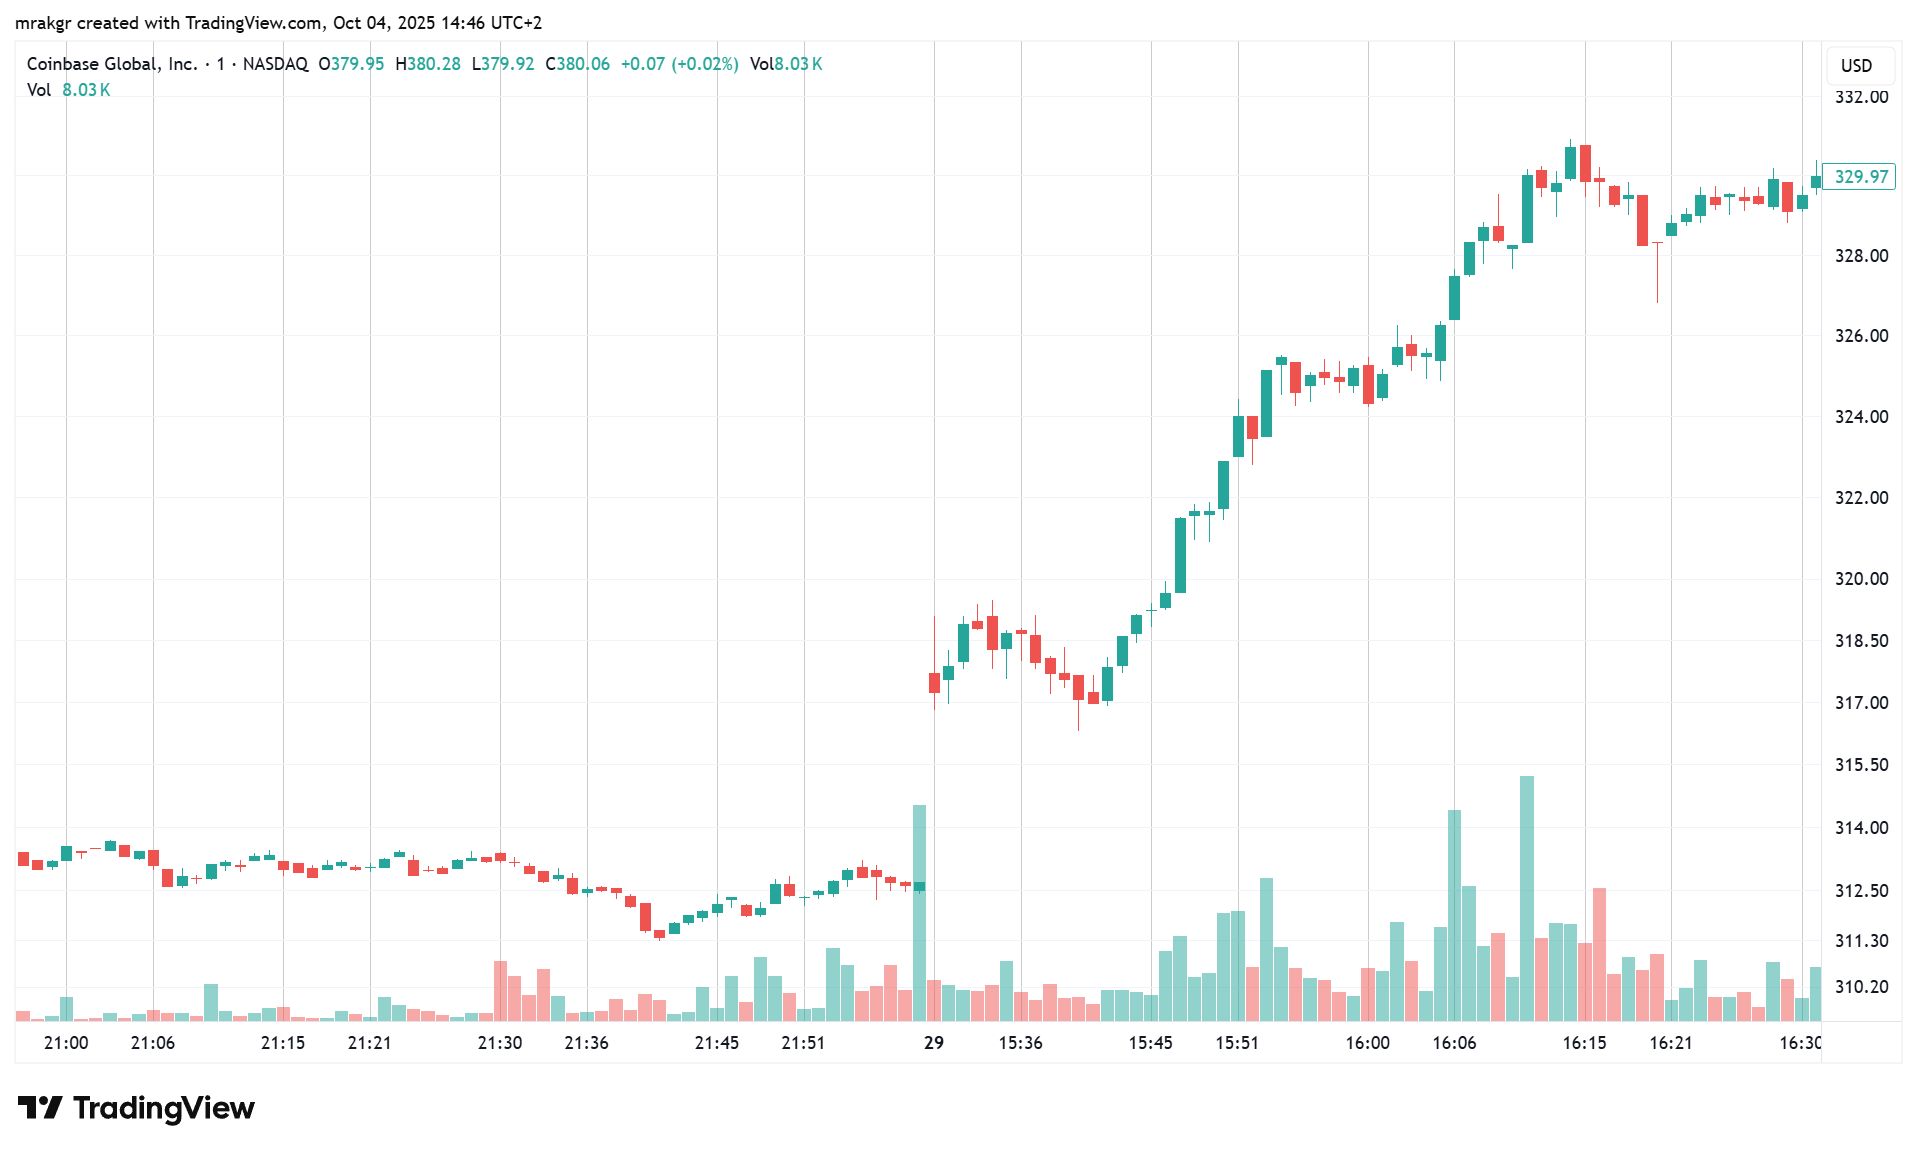 mrakgr created with TradingView.com, Oct 04, 2025 14:46 UTC+2
Coinbase Global, Inc. · 1 · NASDAQ O379.95 H380.28 L379.92 C380.06 +0.07 (+0.02%) Vol8.03 K
Vol 8.03 K
USD
332.00
329.97
328.00
326.00
324.00
322.00
320.00
318.50
317.00
315.50
314.00
312.50
311.30
310.20
21:00 21:06 21:15 21:21 21:30 21:36 21:45 21:51 29 15:36 15:45 15:51 16:00 16:06 16:15 16:21 16:30
TradingView